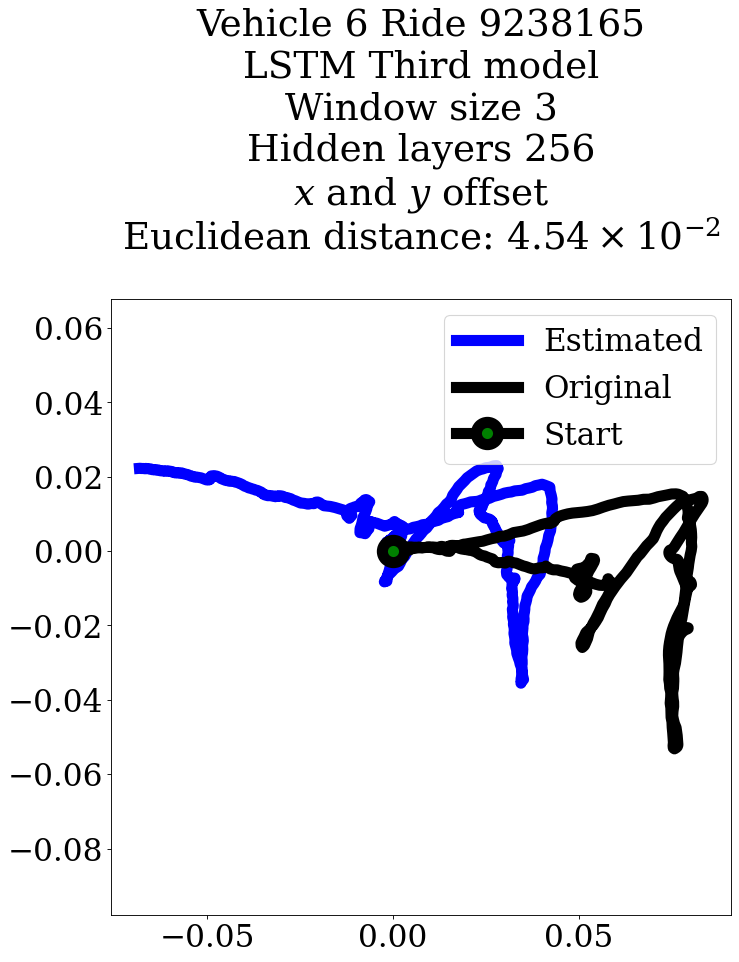 Vehicle 6 Ride 9238165
LSTM Third model
Window size 3
Hidden layers 256
x and y offset
Euclidean distance: 4.54 × 10⁻²
Estimated
Original
Start
0.06
0.04
0.02
0.00
−0.02
−0.04
−0.06
−0.08
−0.05 0.00 0.05